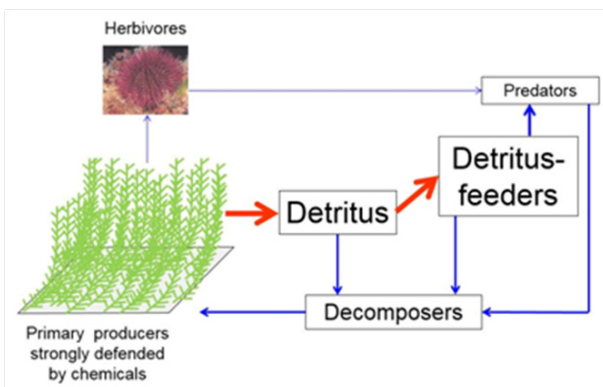 Herbivores
Predators
Detritus-
feeders
Detritus
Decomposers
Primary producers
strongly defended
by chemicals